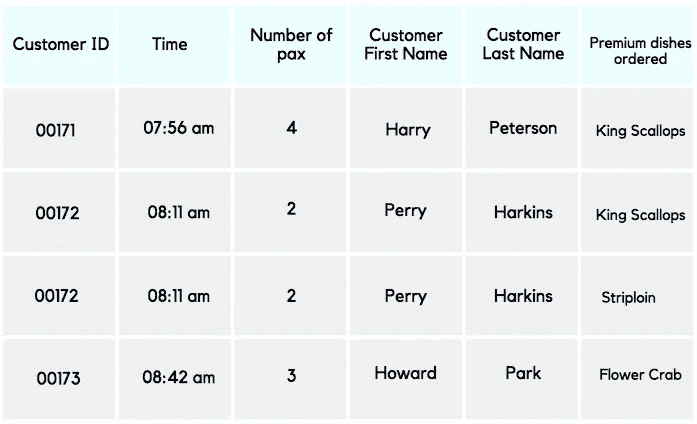 Customer ID Time Number of pax Customer First Name Customer Last Name Premium dishes ordered
00171 07:56 am 4 Harry Peterson King Scallops
00172 08:11 am 2 Perry Harkins King Scallops
00172 08:11 am 2 Perry Harkins Striploin
00173 08:42 am 3 Howard Park Flower Crab